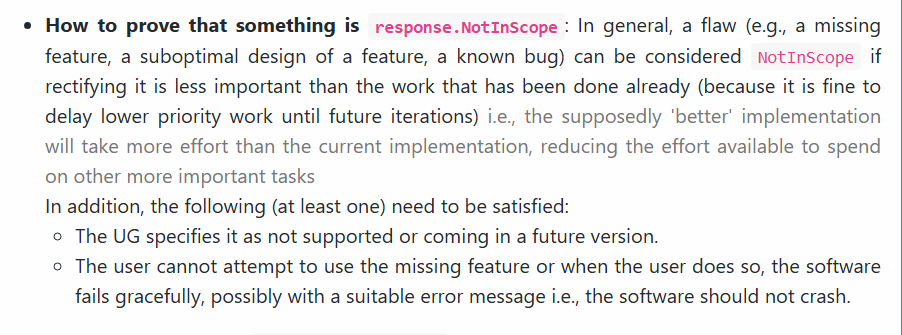 • How to prove that something is response.NotInScope: In general, a flaw (e.g., a missing
feature, a suboptimal design of a feature, a known bug) can be considered NotInScope if
rectifying it is less important than the work that has been done already (because it is fine to
delay lower priority work until future iterations) i.e., the supposedly 'better' implementation
will take more effort than the current implementation, reducing the effort available to spend
on other more important tasks
In addition, the following (at least one) need to be satisfied:
◦ The UG specifies it as not supported or coming in a future version.
◦ The user cannot attempt to use the missing feature or when the user does so, the software
fails gracefully, possibly with a suitable error message i.e., the software should not crash.